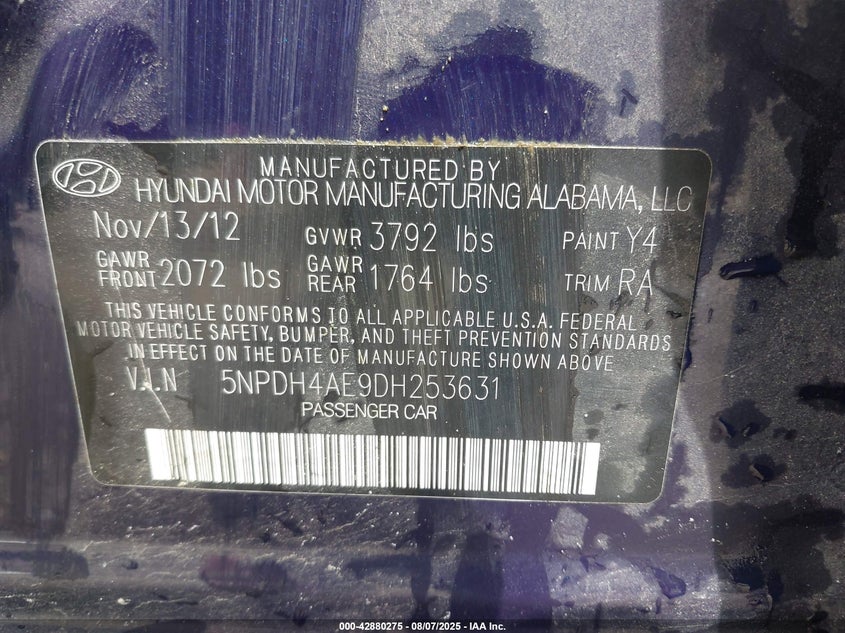 MANUFACTURED BY
HYUNDAI MOTOR MANUFACTURING ALABAMA, LLC
Nov/13/12 GVWR 3792 lbs PAINT Y4
GAWR FRONT 2072 lbs GAWR REAR 1764 lbs TRIM RA
THIS VEHICLE CONFORMS TO ALL APPLICABLE U.S.A. FEDERAL
MOTOR VEHICLE SAFETY, BUMPER, AND THEFT PREVENTION STANDARDS
IN EFFECT ON THE DATE OF MANUFACTURE SHOWN ABOVE
V.I.N 5NPDH4AE9DH253631
PASSENGER CAR
000-42880275 - 08/07/2025 - IAA Inc.